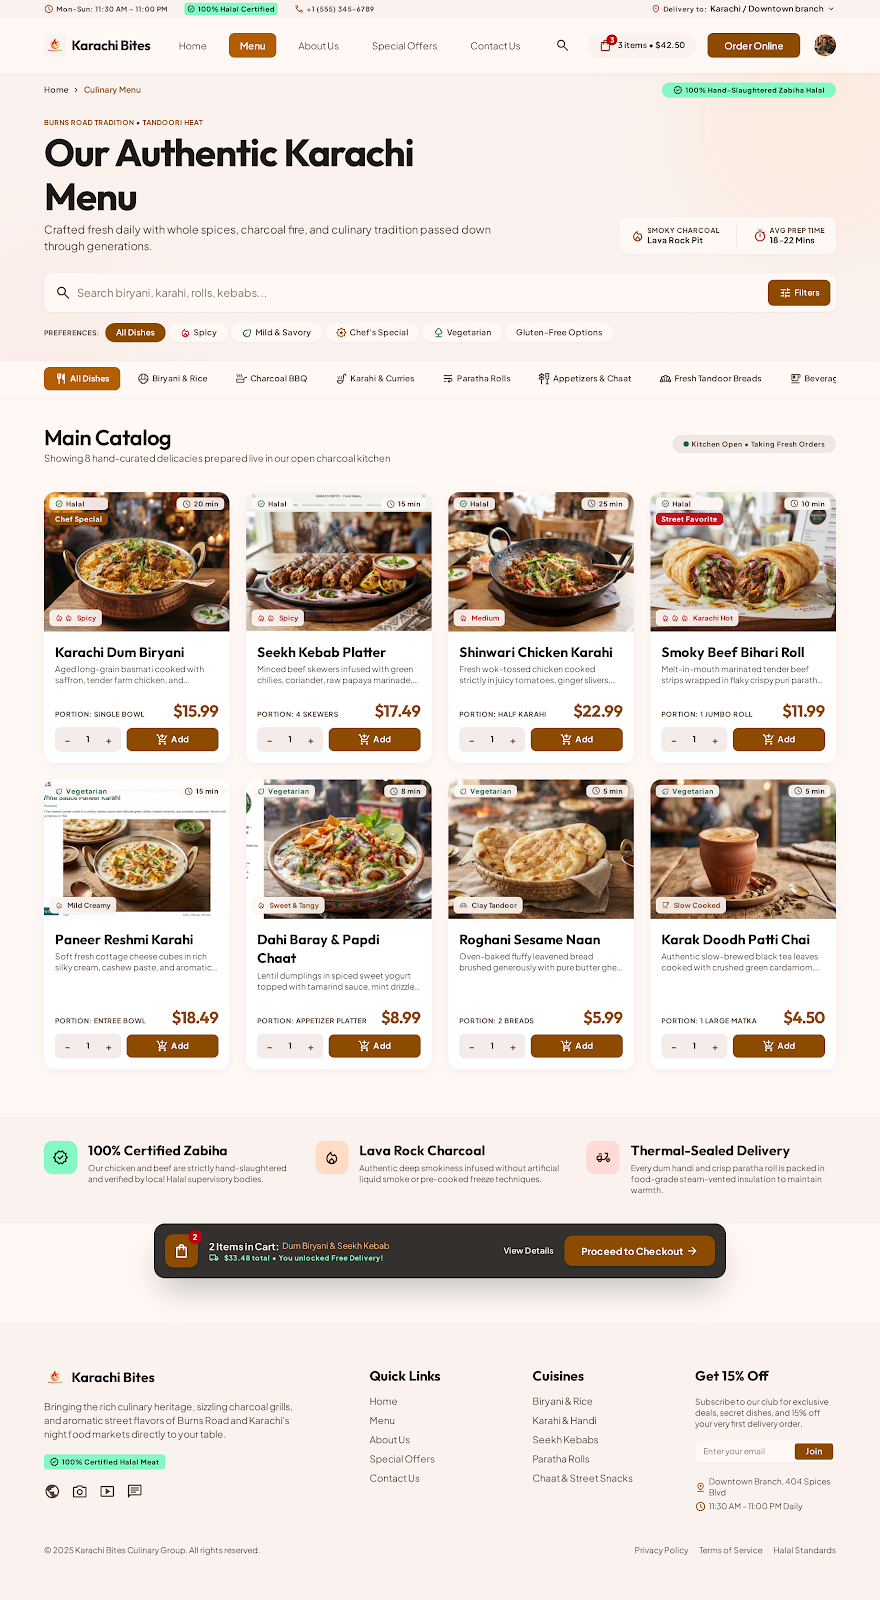 Mon-Sun: 11:30 AM - 11:00 PM
100% Halal Certified
+1 (555) 345-6789
Delivery to: Karachi / Downtown branch
Karachi Bites
Home
Menu
About Us
Special Offers
Contact Us
3
3 items • $42.50
Order Online
Home › Culinary Menu
100% Hand-Slaughtered Zabiha Halal
BURNS ROAD TRADITION • TANDOORI HEAT
Our Authentic Karachi
Menu
Crafted fresh daily with whole spices, charcoal fire, and culinary tradition passed down
through generations.
SMOKY CHARCOAL
Lava Rock Pit
AVG PREP TIME
18-22 Mins
Search biryani, karahi, rolls, kebabs...
Filters
PREFERENCES:
All Dishes
Spicy
Mild & Savory
Chef's Special
Vegetarian
Gluten-Free Options
All Dishes
Biryani & Rice
Charcoal BBQ
Karahi & Curries
Paratha Rolls
Appetizers & Chaat
Fresh Tandoor Breads
Beverag
Main Catalog
Showing 8 hand-curated delicacies prepared live in our open charcoal kitchen
Kitchen Open • Taking Fresh Orders
Halal
20 min
Chef Special
Spicy
Karachi Dum Biryani
Aged long-grain basmati cooked with
saffron, tender farm chicken, and...
PORTION: SINGLE BOWL
$15.99
− 1 +
Add
Halal
15 min
Spicy
Seekh Kebab Platter
Minced beef skewers infused with green
chilies, coriander, raw papaya marinade,...
PORTION: 4 SKEWERS
$17.49
− 1 +
Add
Halal
25 min
Medium
Shinwari Chicken Karahi
Fresh wok-tossed chicken cooked
strictly in juicy tomatoes, ginger slivers,...
PORTION: HALF KARAHI
$22.99
− 1 +
Add
Halal
10 min
Street Favorite
Karachi Hot
Smoky Beef Bihari Roll
Melt-in-mouth marinated tender beef
strips wrapped in flaky crispy puri parath...
PORTION: 1 JUMBO ROLL
$11.99
− 1 +
Add
Vegetarian
15 min
Mild Creamy
Paneer Reshmi Karahi
Soft fresh cottage cheese cubes in rich
silky cream, cashew paste, and aromatic...
PORTION: ENTREE BOWL
$18.49
− 1 +
Add
Vegetarian
8 min
Sweet & Tangy
Dahi Baray & Papdi
Chaat
Lentil dumplings in spiced sweet yogurt
topped with tamarind sauce, mint drizzle...
PORTION: APPETIZER PLATTER
$8.99
− 1 +
Add
Vegetarian
5 min
Clay Tandoor
Roghani Sesame Naan
Oven-baked fluffy leavened bread
brushed generously with pure butter ghe...
PORTION: 2 BREADS
$5.99
− 1 +
Add
Vegetarian
5 min
Slow Cooked
Karak Doodh Patti Chai
Authentic slow-brewed black tea leaves
cooked with crushed green cardamom,...
PORTION: 1 LARGE MATKA
$4.50
− 1 +
Add
100% Certified Zabiha
Our chicken and beef are strictly hand-slaughtered
and verified by local Halal supervisory bodies.
Lava Rock Charcoal
Authentic deep smokiness infused without artificial
liquid smoke or pre-cooked freeze techniques.
Thermal-Sealed Delivery
Every dum handi and crisp paratha roll is packed in
food-grade steam-vented insulation to maintain
warmth.
2
2 Items in Cart: Dum Biryani & Seekh Kebab
$33.48 total • You unlocked Free Delivery!
View Details
Proceed to Checkout →
Karachi Bites
Bringing the rich culinary heritage, sizzling charcoal grills,
and aromatic street flavors of Burns Road and Karachi's
night food markets directly to your table.
100% Certified Halal Meat
Quick Links
Home
Menu
About Us
Special Offers
Contact Us
Cuisines
Biryani & Rice
Karahi & Handi
Seekh Kebabs
Paratha Rolls
Chaat & Street Snacks
Get 15% Off
Subscribe to our club for exclusive
deals, secret dishes, and 15% off
your very first delivery order.
Enter your email
Join
Downtown Branch, 404 Spices
Blvd
11:30 AM - 11:00 PM Daily
© 2025 Karachi Bites Culinary Group. All rights reserved.
Privacy Policy
Terms of Service
Halal Standards